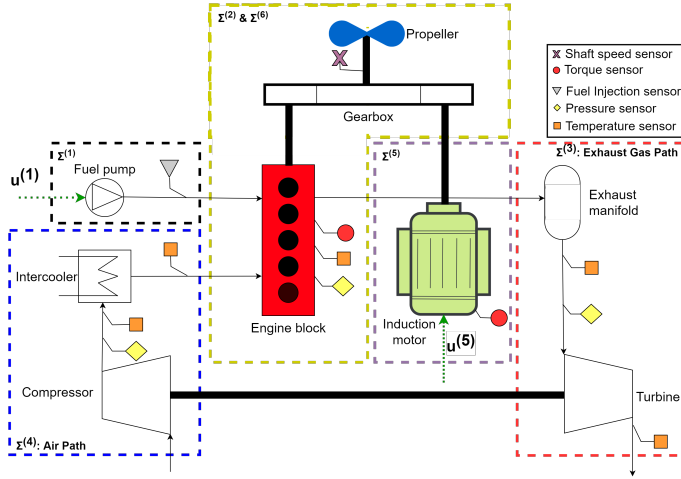 Σ(2) & Σ(6)
Propeller
Shaft speed sensor
Torque sensor
Fuel Injection sensor
Pressure sensor
Temperature sensor
Gearbox
Σ(1)
Fuel pump
u(1)
Σ(5)
Σ(3): Exhaust Gas Path
Exhaust
manifold
Intercooler
Engine block
Induction
motor
u(5)
Compressor
Turbine
Σ(4): Air Path